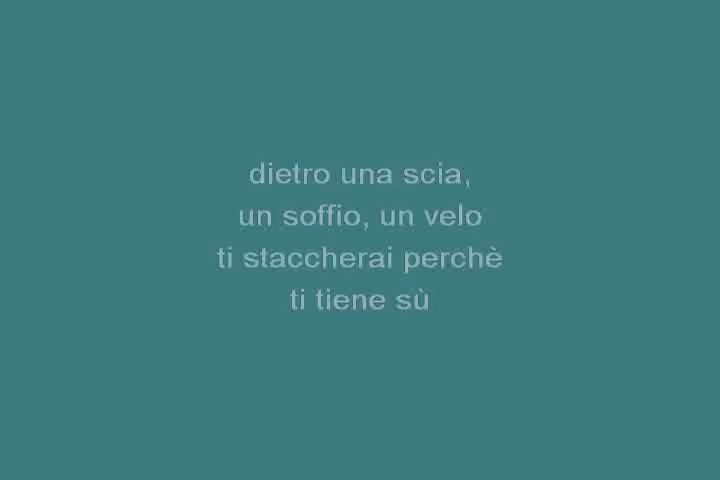 dietro una scia,
un soffio, un velo
ti staccherai perchè
ti tiene sù